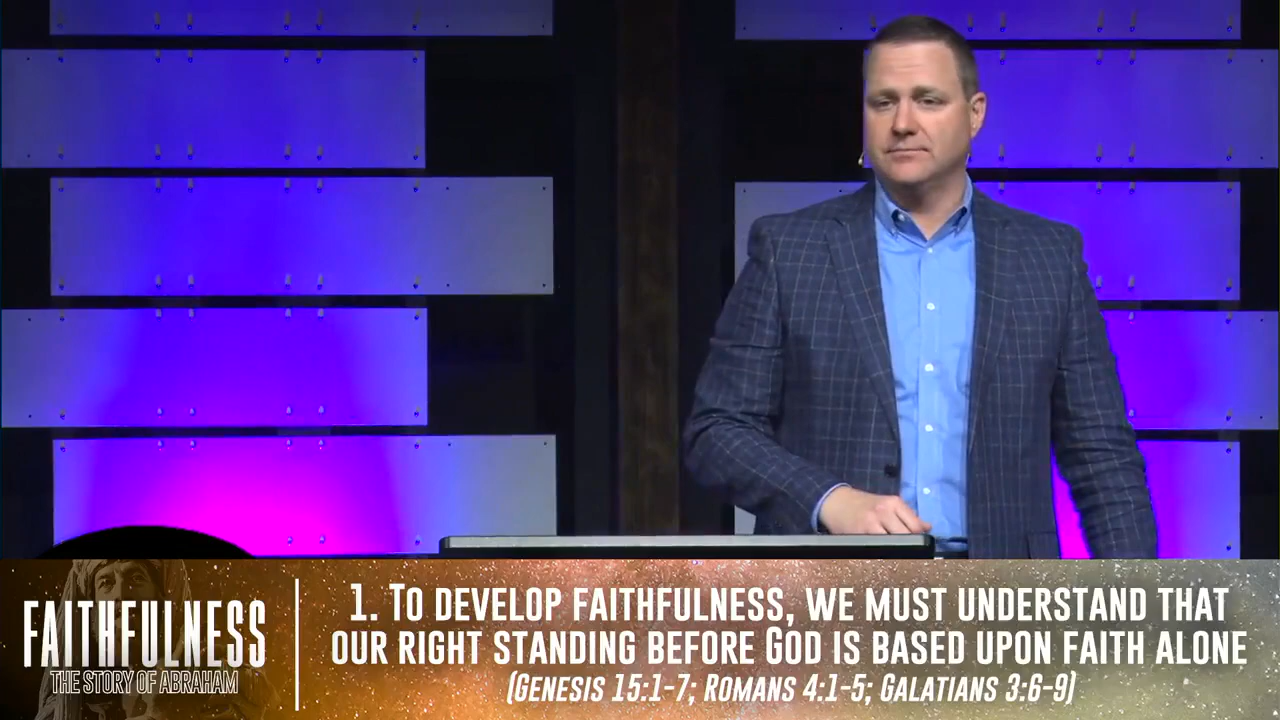 FAITHFULNESS
THE STORY OF ABRAHAM
1. TO DEVELOP FAITHFULNESS, WE MUST UNDERSTAND THAT
OUR RIGHT STANDING BEFORE GOD IS BASED UPON FAITH ALONE
(GENESIS 15:1-7; ROMANS 4:1-5; GALATIANS 3:6-9)